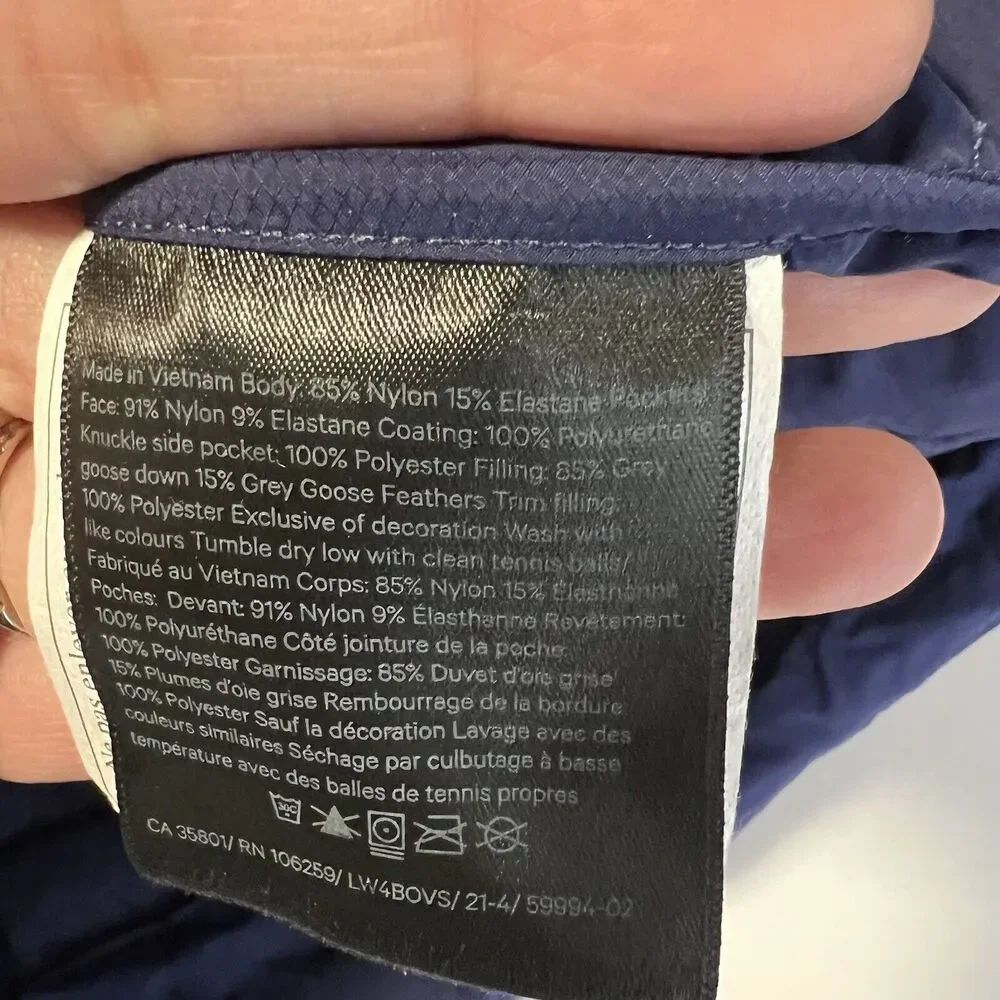 Made in Vietnam Body: 85% Nylon 15% Elastane Pockets:
Face: 91% Nylon 9% Elastane Coating: 100% Polyurethane
Knuckle side pocket: 100% Polyester Filling: 85% Grey
goose down 15% Grey Goose Feathers Trim filling:
100% Polyester Exclusive of decoration Wash with
like colours Tumble dry low with clean tennis balls/
Fabriqué au Vietnam Corps: 85% Nylon 15% Élasthanne
Poches: Devant: 91% Nylon 9% Élasthanne Revêtement:
100% Polyuréthane Côté jointure de la poche:
100% Polyester Garnissage: 85% Duvet d'oie grise
15% Plumes d'oie grise Rembourrage de la bordure:
100% Polyester Sauf la décoration Lavage avec des
couleurs similaires Séchage par culbutage à basse
température avec des balles de tennis propres
30C
CA 35801/ RN 106259/ LW4BOVS/ 21-4/ 59994-02
Ne pas enlever